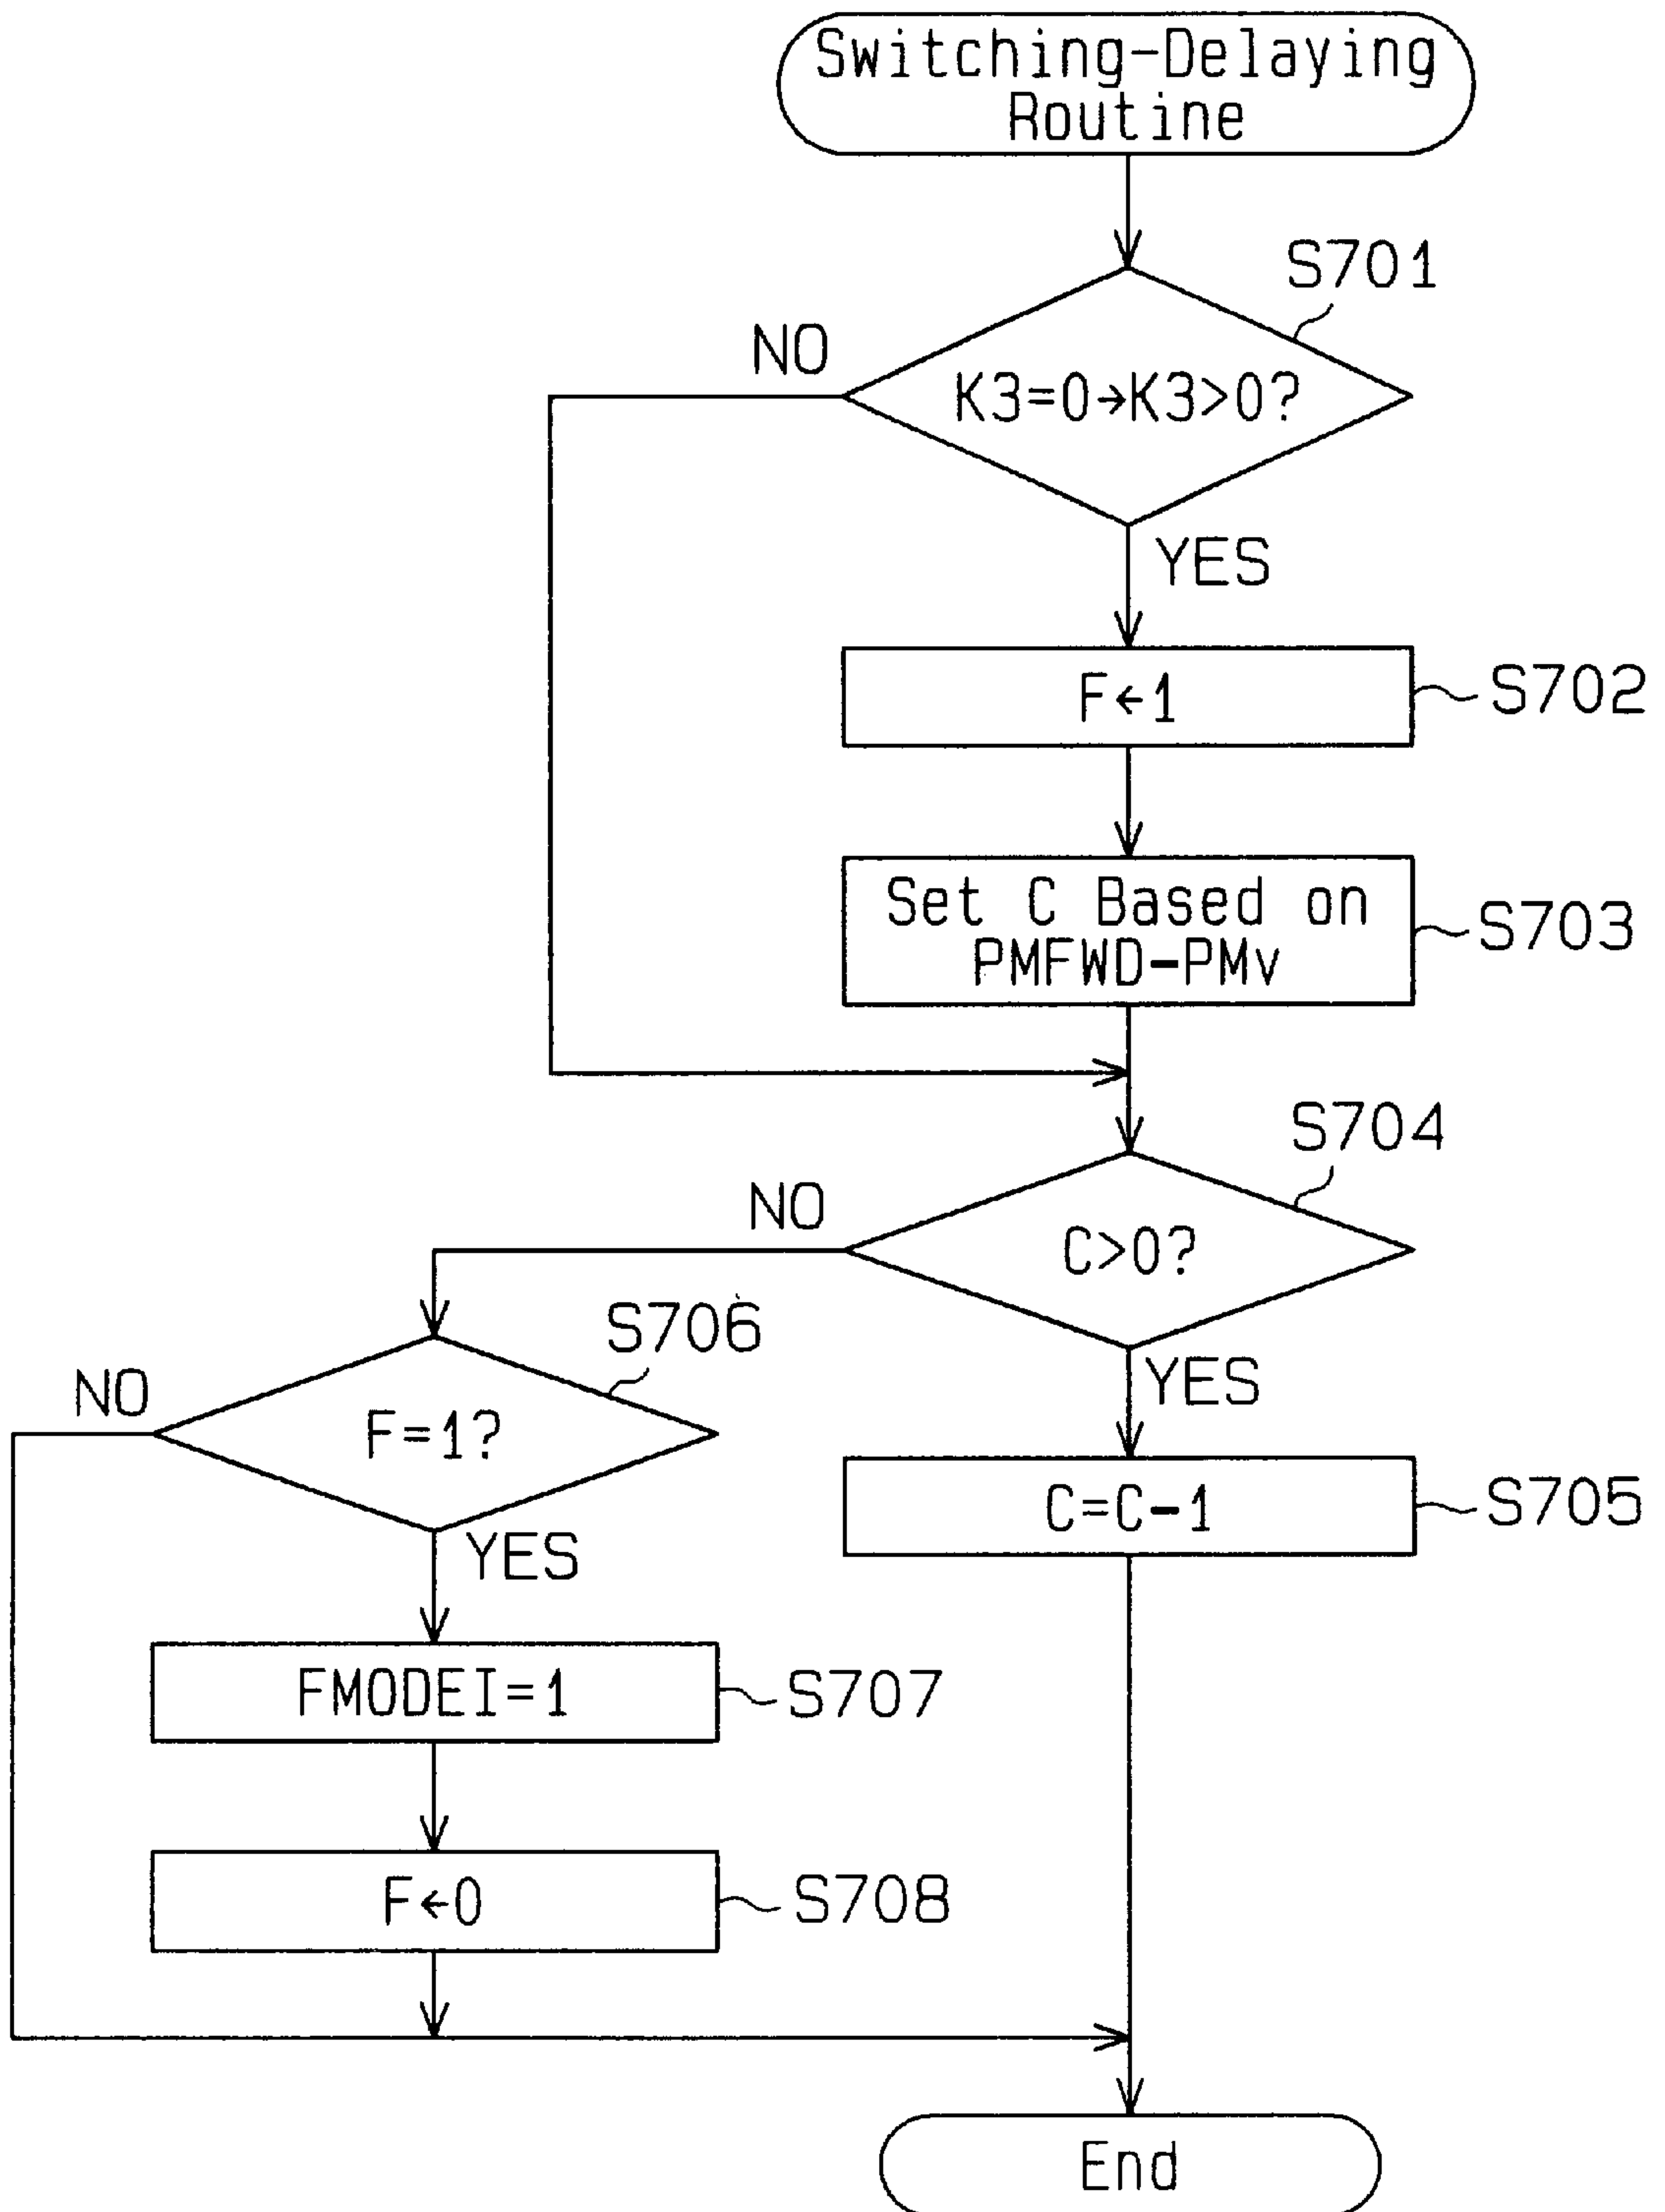 Switching-Delaying
Routine
S701
NO
K3=0→K3>0?
YES
F←1
S702
Set C Based on
PMFWD-PMv
S703
S704
NO
C>0?
S706
NO
YES
F=1?
C=C-1
S705
YES
FMODEI=1
S707
F←0
S708
End